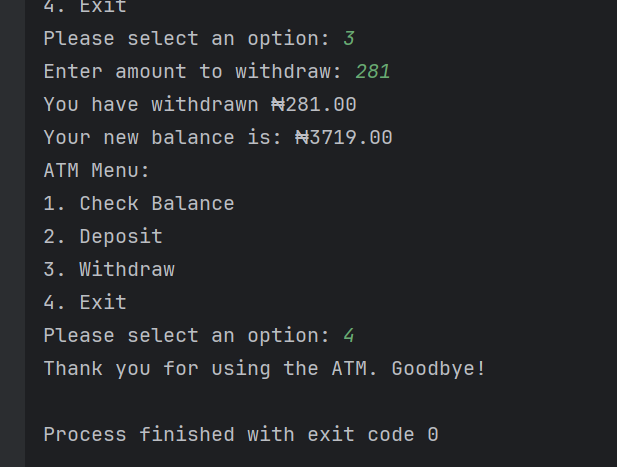 4. Exit
Please select an option: 3
Enter amount to withdraw: 281
You have withdrawn ₦281.00
Your new balance is: ₦3719.00
ATM Menu:
1. Check Balance
2. Deposit
3. Withdraw
4. Exit
Please select an option: 4
Thank you for using the ATM. Goodbye!
Process finished with exit code 0